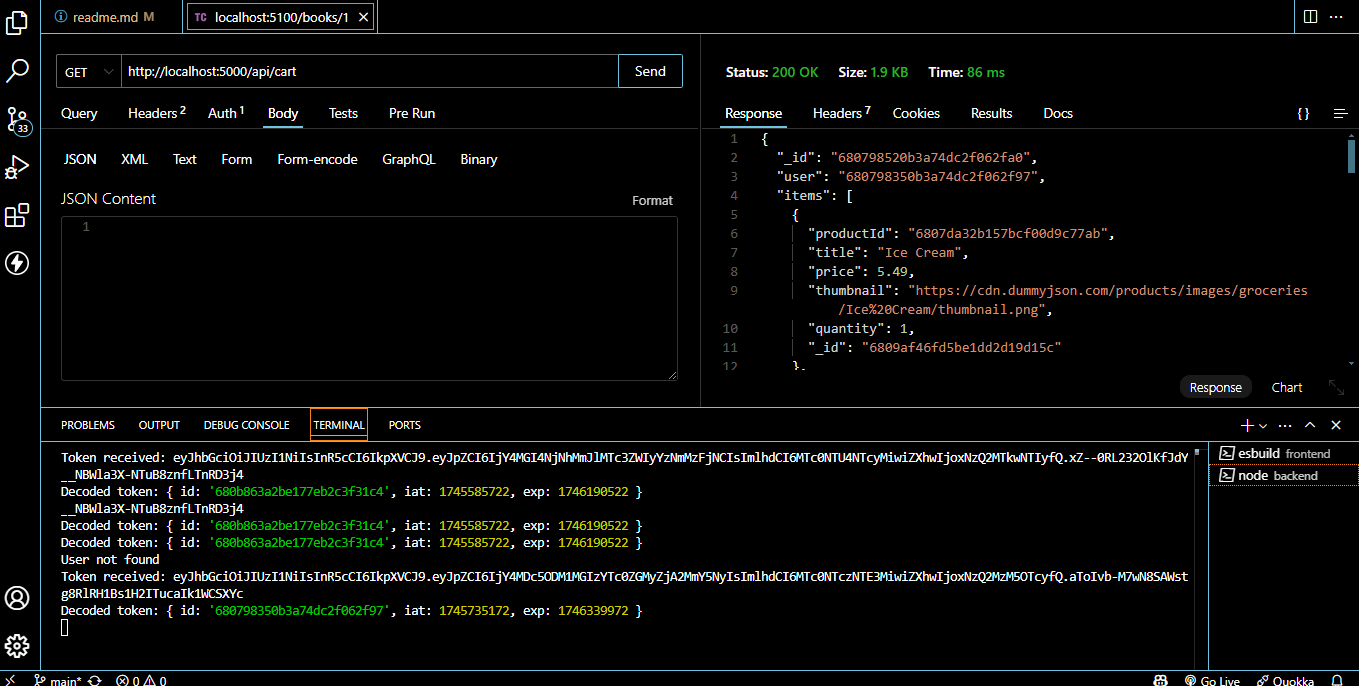 readme.md M
TC localhost:5100/books/1
GET http://localhost:5000/api/cart Send
Status: 200 OK Size: 1.9 KB Time: 86 ms
Query Headers 2 Auth 1 Body Tests Pre Run
Response Headers 7 Cookies Results Docs {}
JSON XML Text Form Form-encode GraphQL Binary
JSON Content Format
1
1 {
2 "_id": "680798520b3a74dc2f062fa0",
3 "user": "680798350b3a74dc2f062f97",
4 "items": [
5 {
6 "productId": "6807da32b157bcf00d9c77ab",
7 "title": "Ice Cream",
8 "price": 5.49,
9 "thumbnail": "https://cdn.dummyjson.com/products/images/groceries
/Ice%20Cream/thumbnail.png",
10 "quantity": 1,
11 "_id": "6809af46fd5be1dd2d19d15c"
12 },
Response Chart
33
PROBLEMS OUTPUT DEBUG CONSOLE TERMINAL PORTS
Token received: eyJhbGciOiJIUzI1NiIsInR5cCI6IkpXVCJ9.eyJpZCI6IjY4MGI4NjNhMmJlMTc3ZWIyYzNmMzFjNCIsImlhdCI6MTc0NTU4NTcyMiwiZXhwIjoxNzQ2MTkwNTIyfQ.xZ--0RL232OlKfJdY
__NBWla3X-NTuB8znfLTnRD3j4
Decoded token: { id: '680b863a2be177eb2c3f31c4', iat: 1745585722, exp: 1746190522 }
__NBWla3X-NTuB8znfLTnRD3j4
Decoded token: { id: '680b863a2be177eb2c3f31c4', iat: 1745585722, exp: 1746190522 }
Decoded token: { id: '680b863a2be177eb2c3f31c4', iat: 1745585722, exp: 1746190522 }
User not found
Token received: eyJhbGciOiJIUzI1NiIsInR5cCI6IkpXVCJ9.eyJpZCI6IjY4MDc5ODM1MGIzYTc0ZGMyZjA2MmY5NyIsImlhdCI6MTc0NTczNTE3MiwiZXhwIjoxNzQ2MzM5OTcyfQ.aToIvb-M7wN8SAWst
g8RlRH1Bs1H2ITucaIk1WCSXYc
Decoded token: { id: '680798350b3a74dc2f062f97', iat: 1745735172, exp: 1746339972 }
esbuild frontend
node backend
main* 0 0 Go Live Quokka